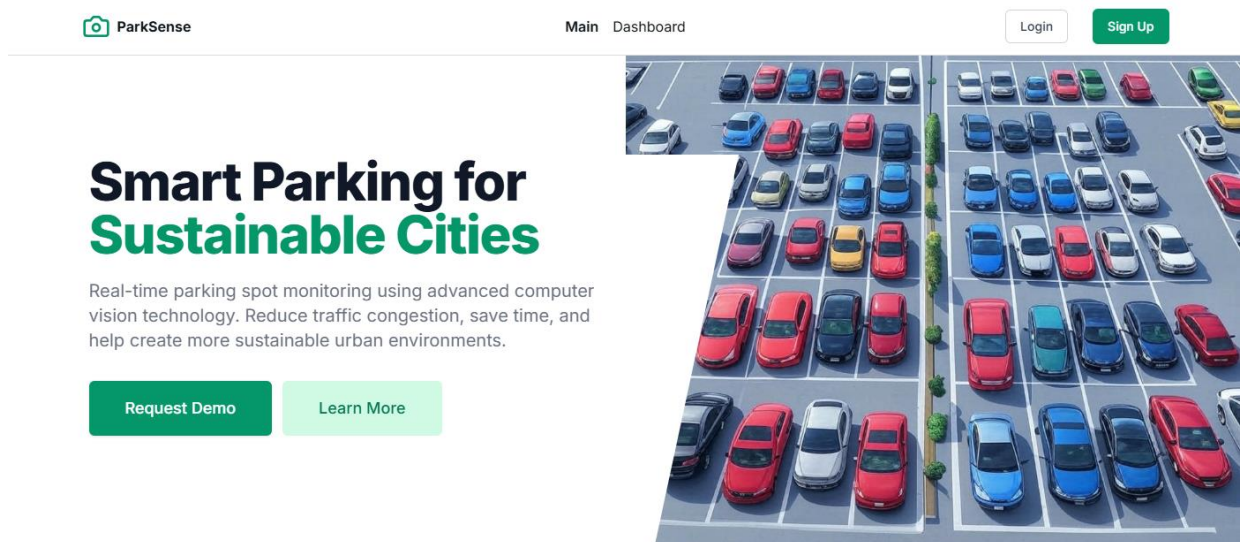 ParkSense
Main Dashboard
Login
Sign Up
Smart Parking for
Sustainable Cities
Real-time parking spot monitoring using advanced computer
vision technology. Reduce traffic congestion, save time, and
help create more sustainable urban environments.
Request Demo
Learn More